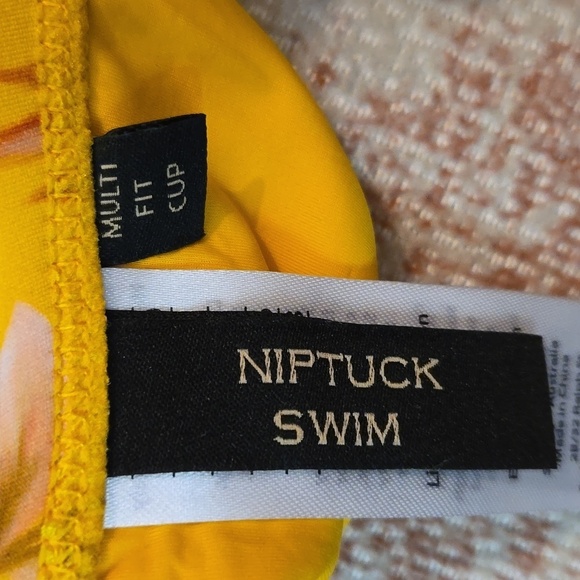 MULTI
FIT
CUP
NIPTUCK
SWIM
Australia
Made in China